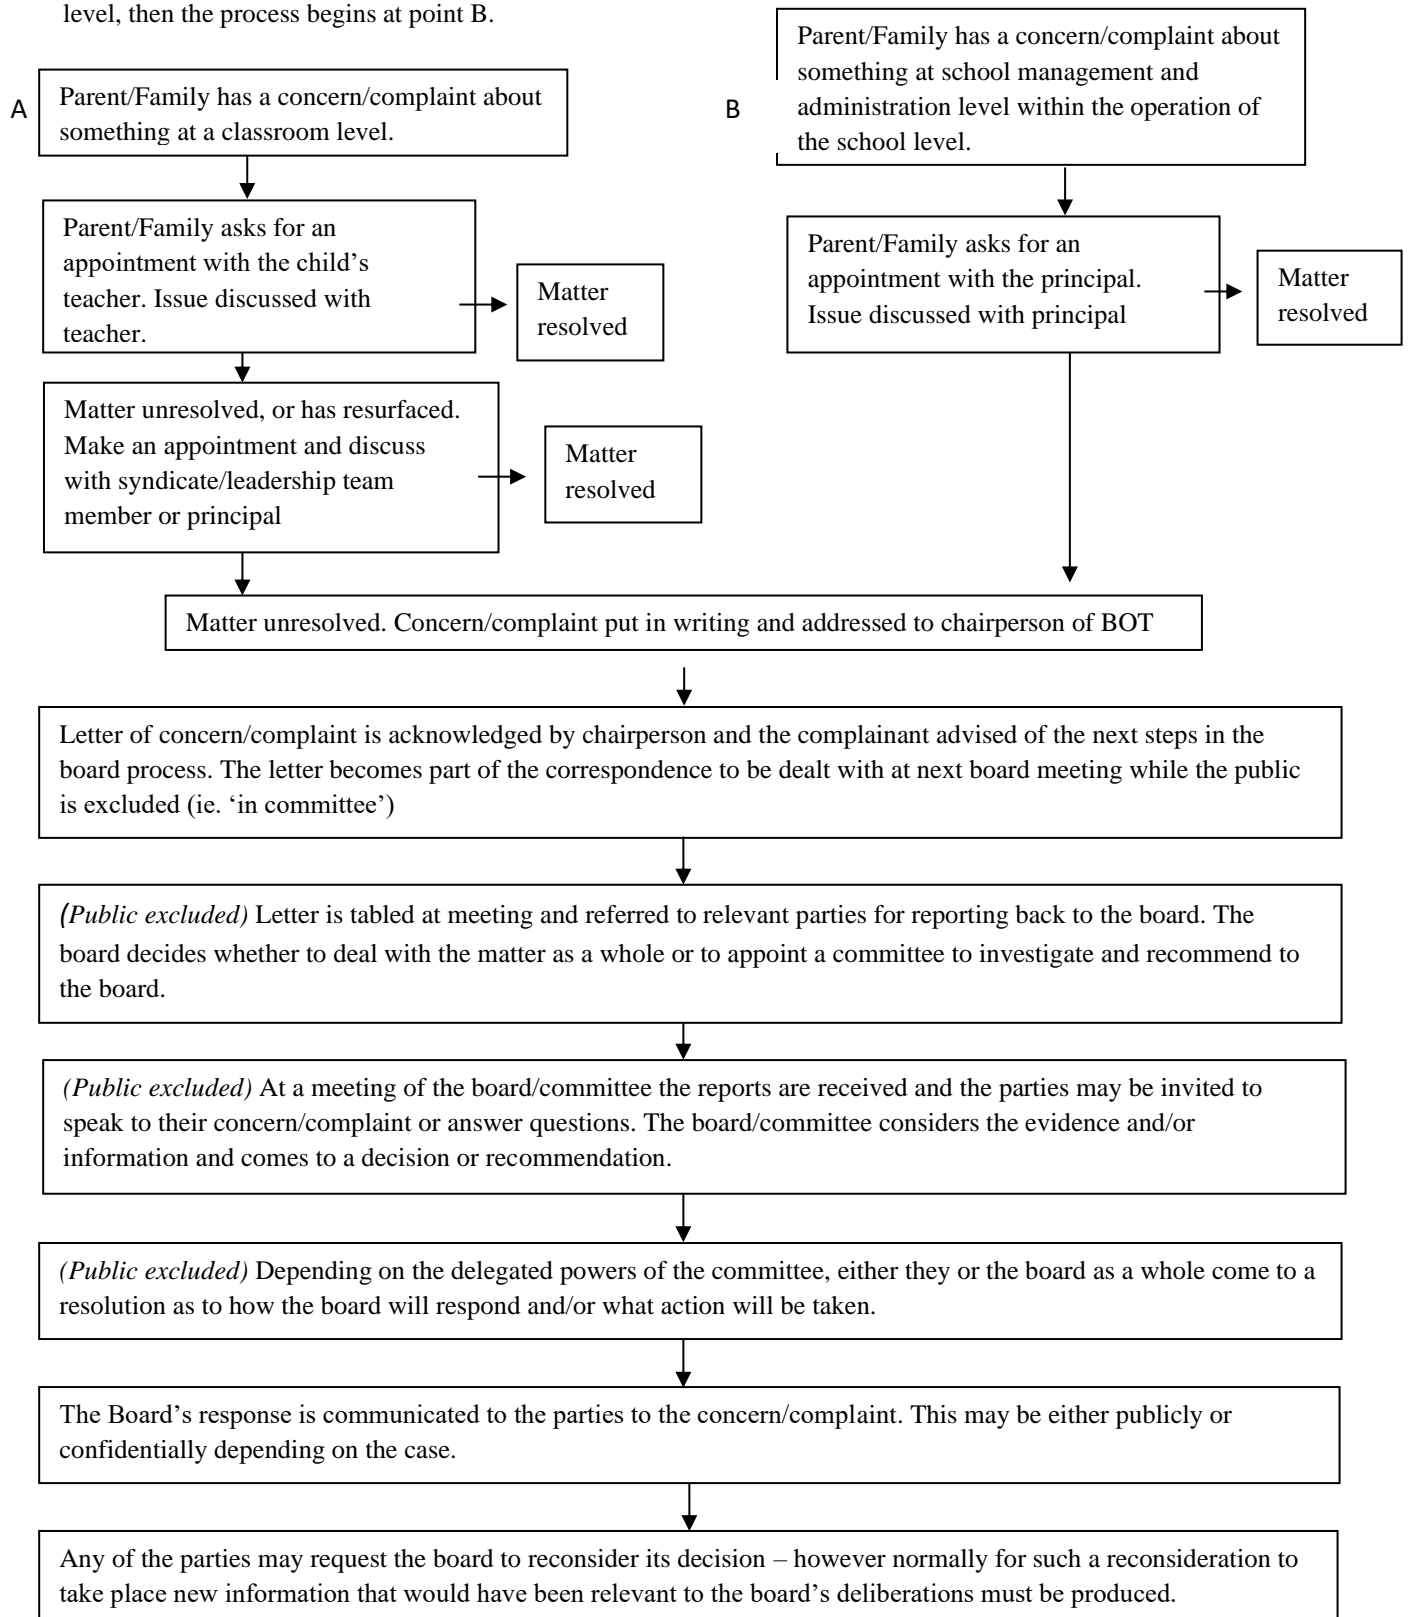 level, then the process begins at point B.
A
Parent/Family has a concern/complaint about
something at a classroom level.
Parent/Family asks for an
appointment with the child’s
teacher. Issue discussed with
teacher.
Matter
resolved
Matter unresolved, or has resurfaced.
Make an appointment and discuss
with syndicate/leadership team
member or principal
Matter
resolved
B
Parent/Family has a concern/complaint about
something at school management and
administration level within the operation of
the school level.
Parent/Family asks for an
appointment with the principal.
Issue discussed with principal
Matter
resolved
Matter unresolved. Concern/complaint put in writing and addressed to chairperson of BOT
Letter of concern/complaint is acknowledged by chairperson and the complainant advised of the next steps in the
board process. The letter becomes part of the correspondence to be dealt with at next board meeting while the public
is excluded (ie. ‘in committee’)
(Public excluded) Letter is tabled at meeting and referred to relevant parties for reporting back to the board. The
board decides whether to deal with the matter as a whole or to appoint a committee to investigate and recommend to
the board.
(Public excluded) At a meeting of the board/committee the reports are received and the parties may be invited to
speak to their concern/complaint or answer questions. The board/committee considers the evidence and/or
information and comes to a decision or recommendation.
(Public excluded) Depending on the delegated powers of the committee, either they or the board as a whole come to a
resolution as to how the board will respond and/or what action will be taken.
The Board’s response is communicated to the parties to the concern/complaint. This may be either publicly or
confidentially depending on the case.
Any of the parties may request the board to reconsider its decision – however normally for such a reconsideration to
take place new information that would have been relevant to the board’s deliberations must be produced.